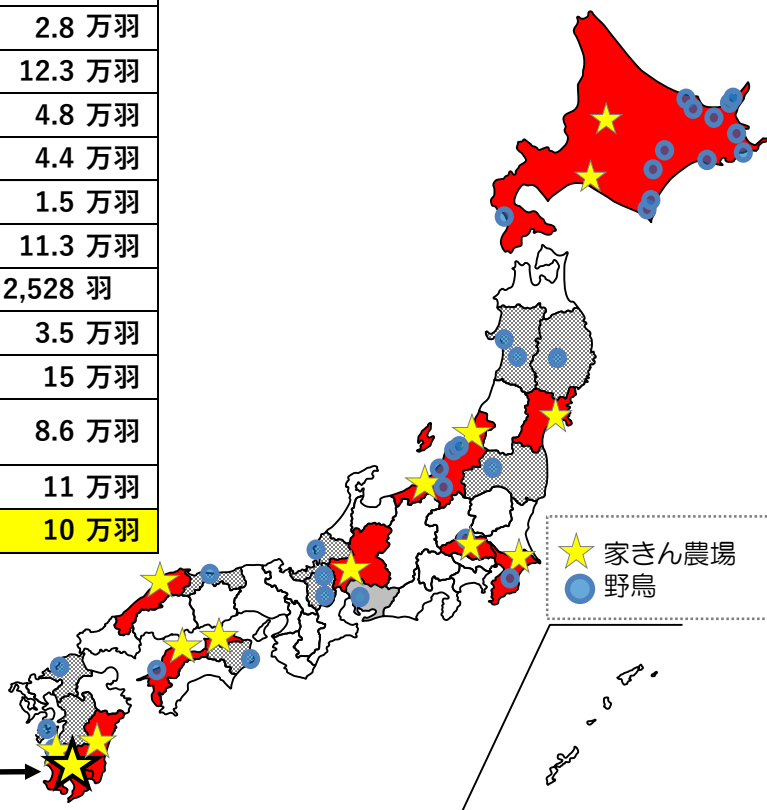 2.8 万羽
12.3 万羽
4.8 万羽
4.4 万羽
1.5 万羽
11.3 万羽
2,528 羽
3.5 万羽
15 万羽
8.6 万羽
11 万羽
10 万羽
家きん農場
野鳥